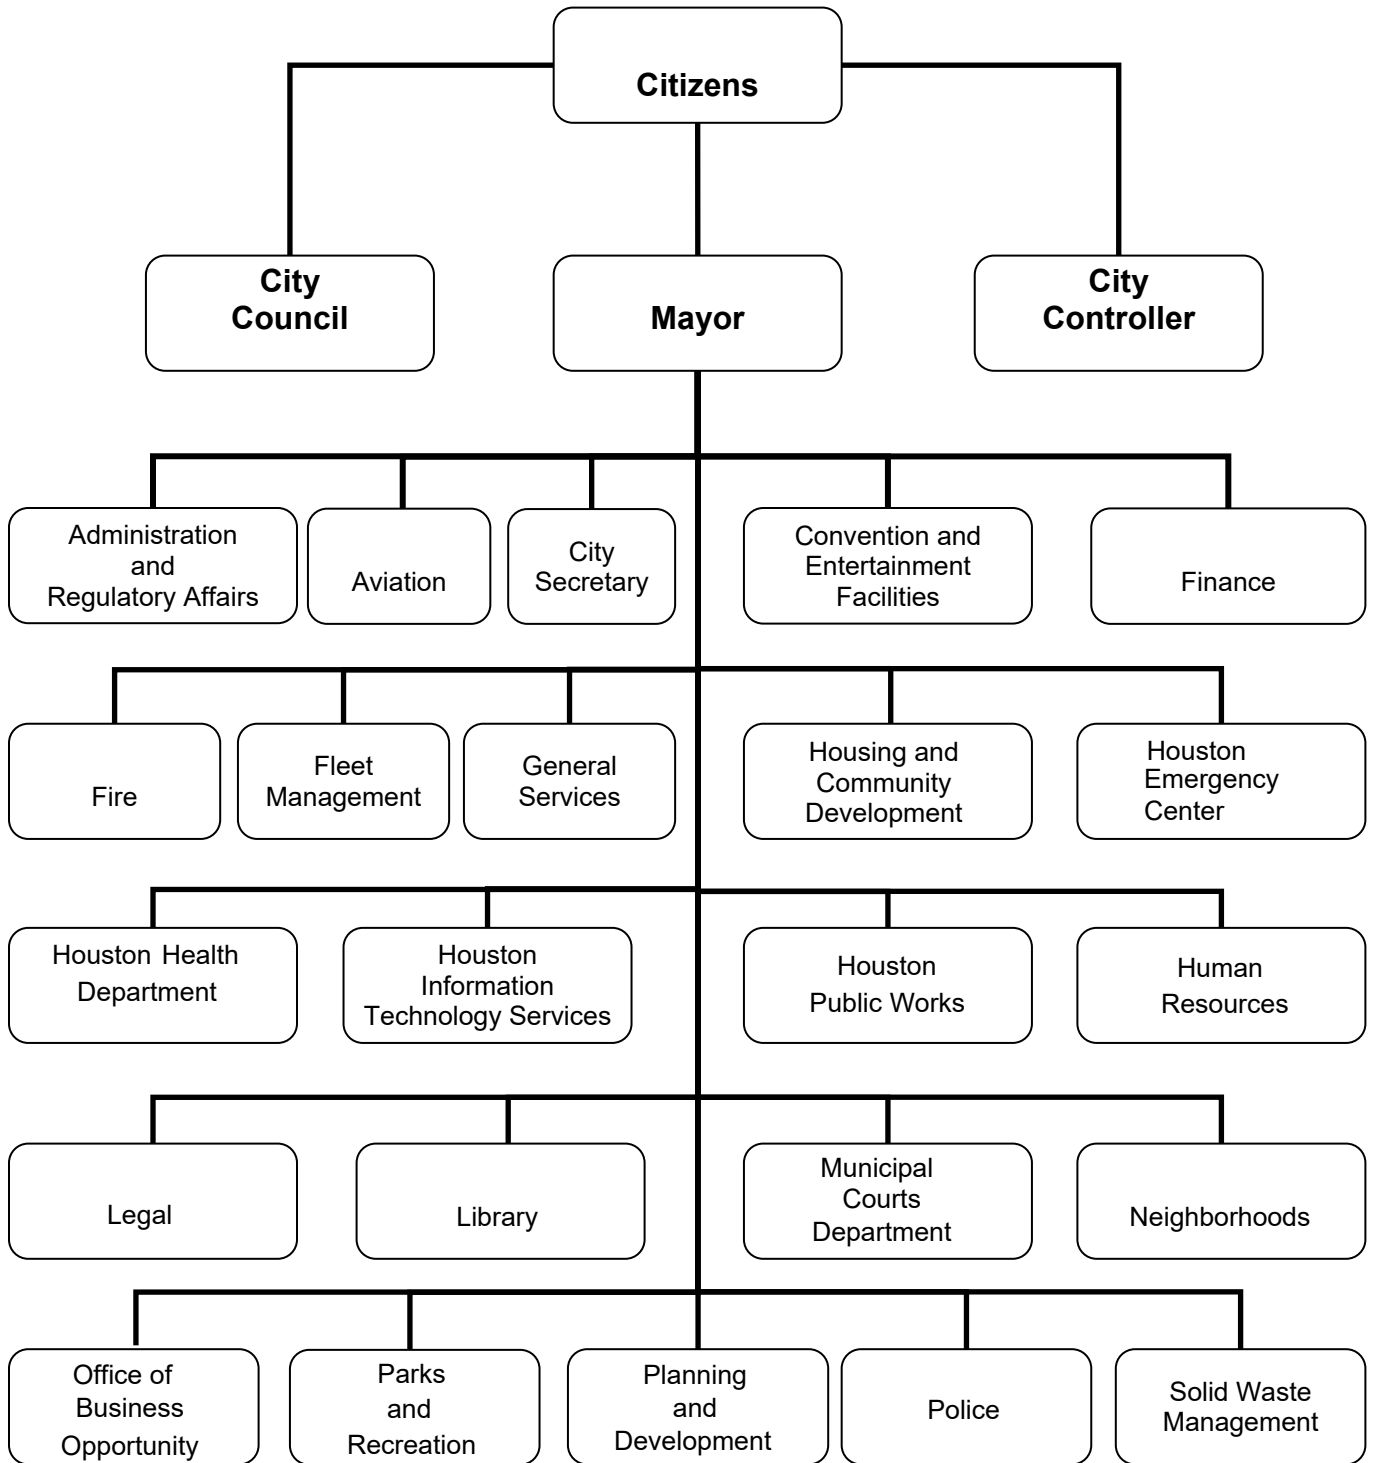 Citizens
City
Council
Mayor
City
Controller
Administration
and
Regulatory Affairs
Aviation
City
Secretary
Convention and
Entertainment
Facilities
Finance
Fire
Fleet
Management
General
Services
Housing and
Community
Development
Houston
Emergency
Center
Houston Health
Department
Houston
Information
Technology Services
Houston
Public Works
Human
Resources
Legal
Library
Municipal
Courts
Department
Neighborhoods
Office of
Business
Opportunity
Parks
and
Recreation
Planning
and
Development
Police
Solid Waste
Management